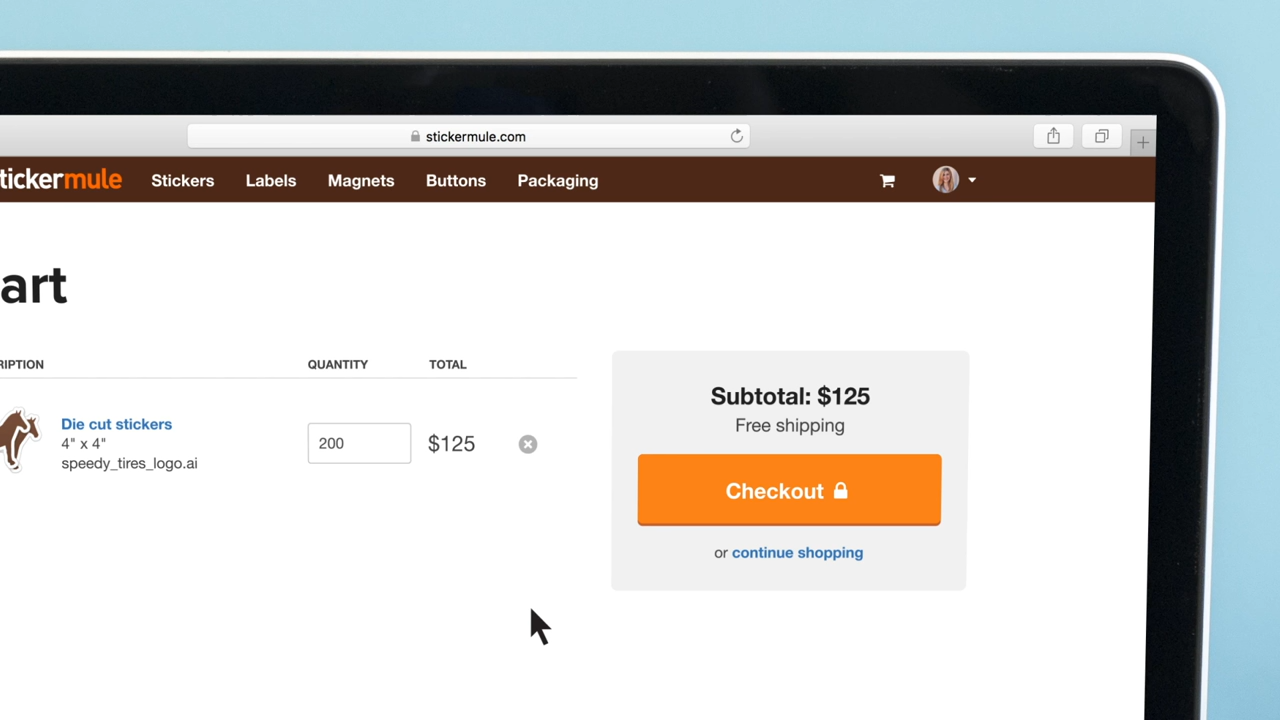 stickermule.com
tickermule Stickers Labels Magnets Buttons Packaging
art
RIPTION QUANTITY TOTAL
Die cut stickers
4" x 4"
speedy_tires_logo.ai
200
$125
Subtotal: $125
Free shipping
Checkout
or continue shopping